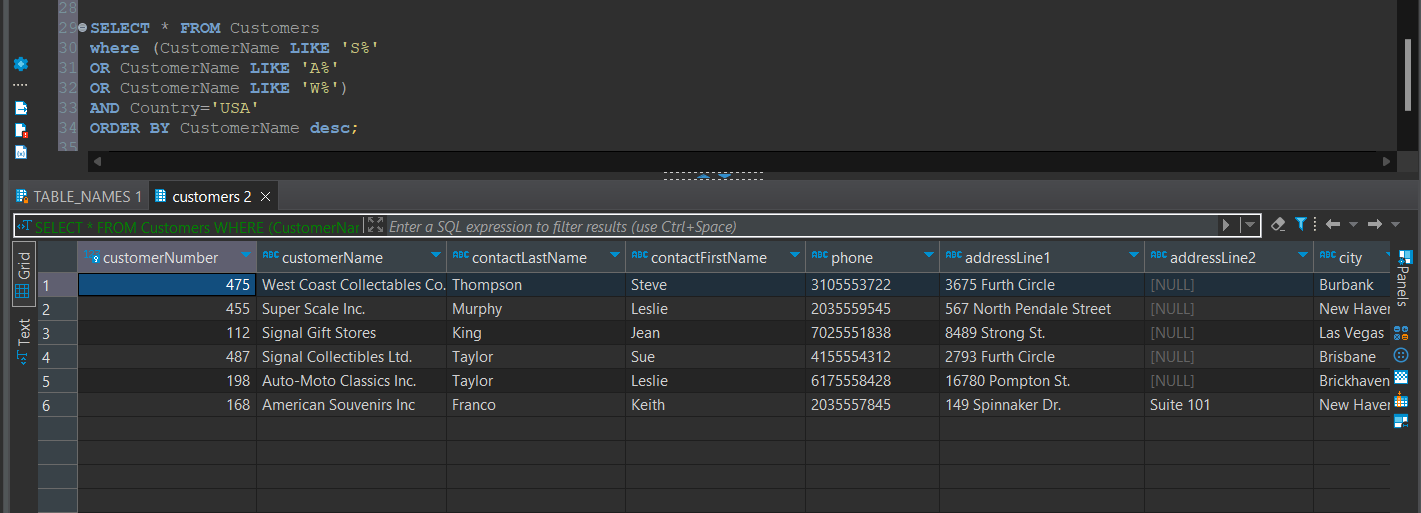 28
29 SELECT * FROM Customers
30 where (CustomerName LIKE 'S%'
31 OR CustomerName LIKE 'A%'
32 OR CustomerName LIKE 'W%')
33 AND Country='USA'
34 ORDER BY CustomerName desc;
35
TABLE_NAMES 1 customers 2
SELECT * FROM Customers WHERE (CustomerNar Enter a SQL expression to filter results (use Ctrl+Space)
Grid
Text
Panels
customerNumber ABC customerName ABC contactLastName ABC contactFirstName ABC phone ABC addressLine1 ABC addressLine2 ABC city
1 475 West Coast Collectables Co. Thompson Steve 3105553722 3675 Furth Circle [NULL] Burbank
2 455 Super Scale Inc. Murphy Leslie 2035559545 567 North Pendale Street [NULL] New Haven
3 112 Signal Gift Stores King Jean 7025551838 8489 Strong St. [NULL] Las Vegas
4 487 Signal Collectibles Ltd. Taylor Sue 4155554312 2793 Furth Circle [NULL] Brisbane
5 198 Auto-Moto Classics Inc. Taylor Leslie 6175558428 16780 Pompton St. [NULL] Brickhaven
6 168 American Souvenirs Inc Franco Keith 2035557845 149 Spinnaker Dr. Suite 101 New Haven